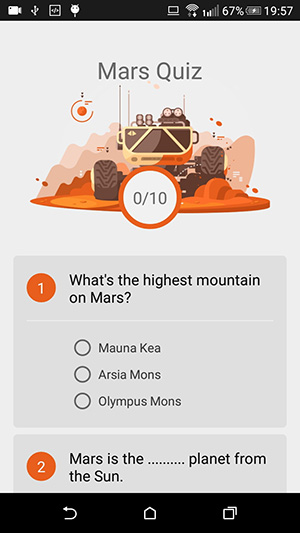 67% 19:57
Mars Quiz
0/10
1
What's the highest mountain
on Mars?
Mauna Kea
Arsia Mons
Olympus Mons
2
Mars is the .......... planet from
the Sun.